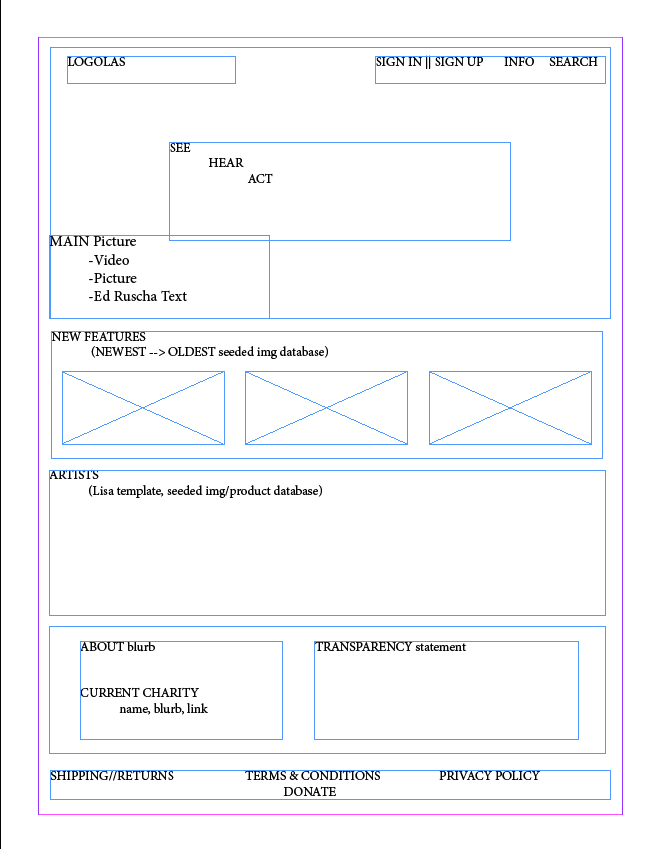 LOGOLAS
SIGN IN || SIGN UP INFO SEARCH
SEE
HEAR
ACT
MAIN Picture
-Video
-Picture
-Ed Ruscha Text
NEW FEATURES
(NEWEST --> OLDEST seeded img database)
ARTISTS
(Lisa template, seeded img/product database)
ABOUT blurb
CURRENT CHARITY
name, blurb, link
TRANSPARENCY statement
SHIPPING//RETURNS TERMS & CONDITIONS PRIVACY POLICY
DONATE